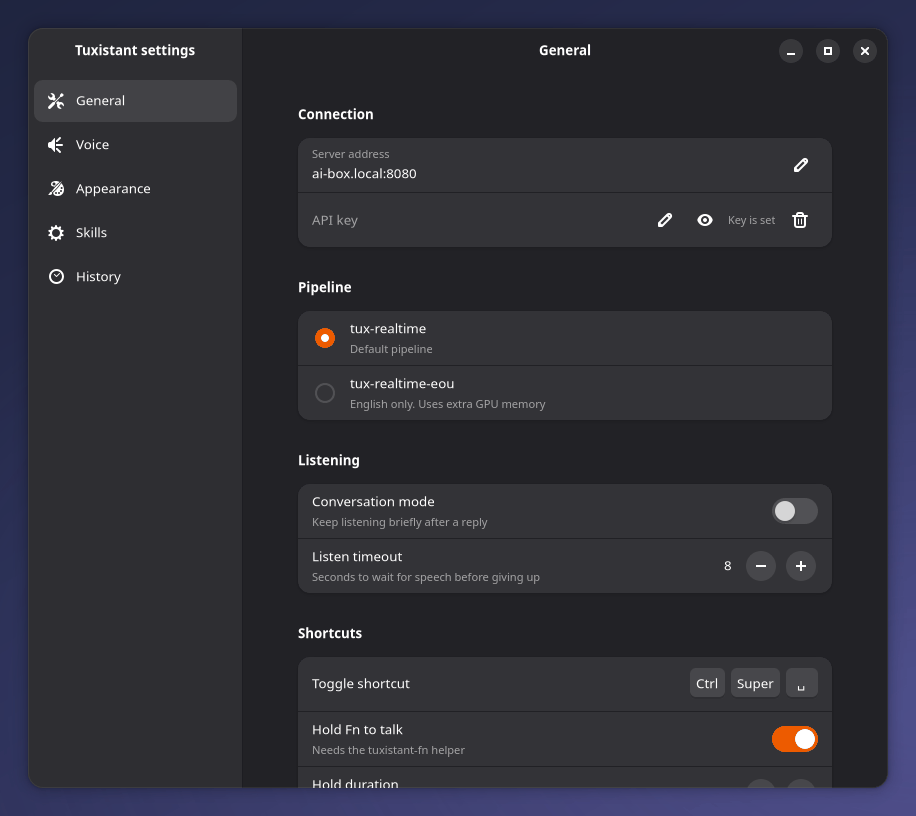 Tuxistant settings
General
General
Voice
Appearance
Skills
History
Connection
Server address
ai-box.local:8080
API key
Key is set
Pipeline
tux-realtime
Default pipeline
tux-realtime-eou
English only. Uses extra GPU memory
Listening
Conversation mode
Keep listening briefly after a reply
Listen timeout
8
Seconds to wait for speech before giving up
Shortcuts
Toggle shortcut
Ctrl Super ␣
Hold Fn to talk
Needs the tuxistant-fn helper
Hold duration